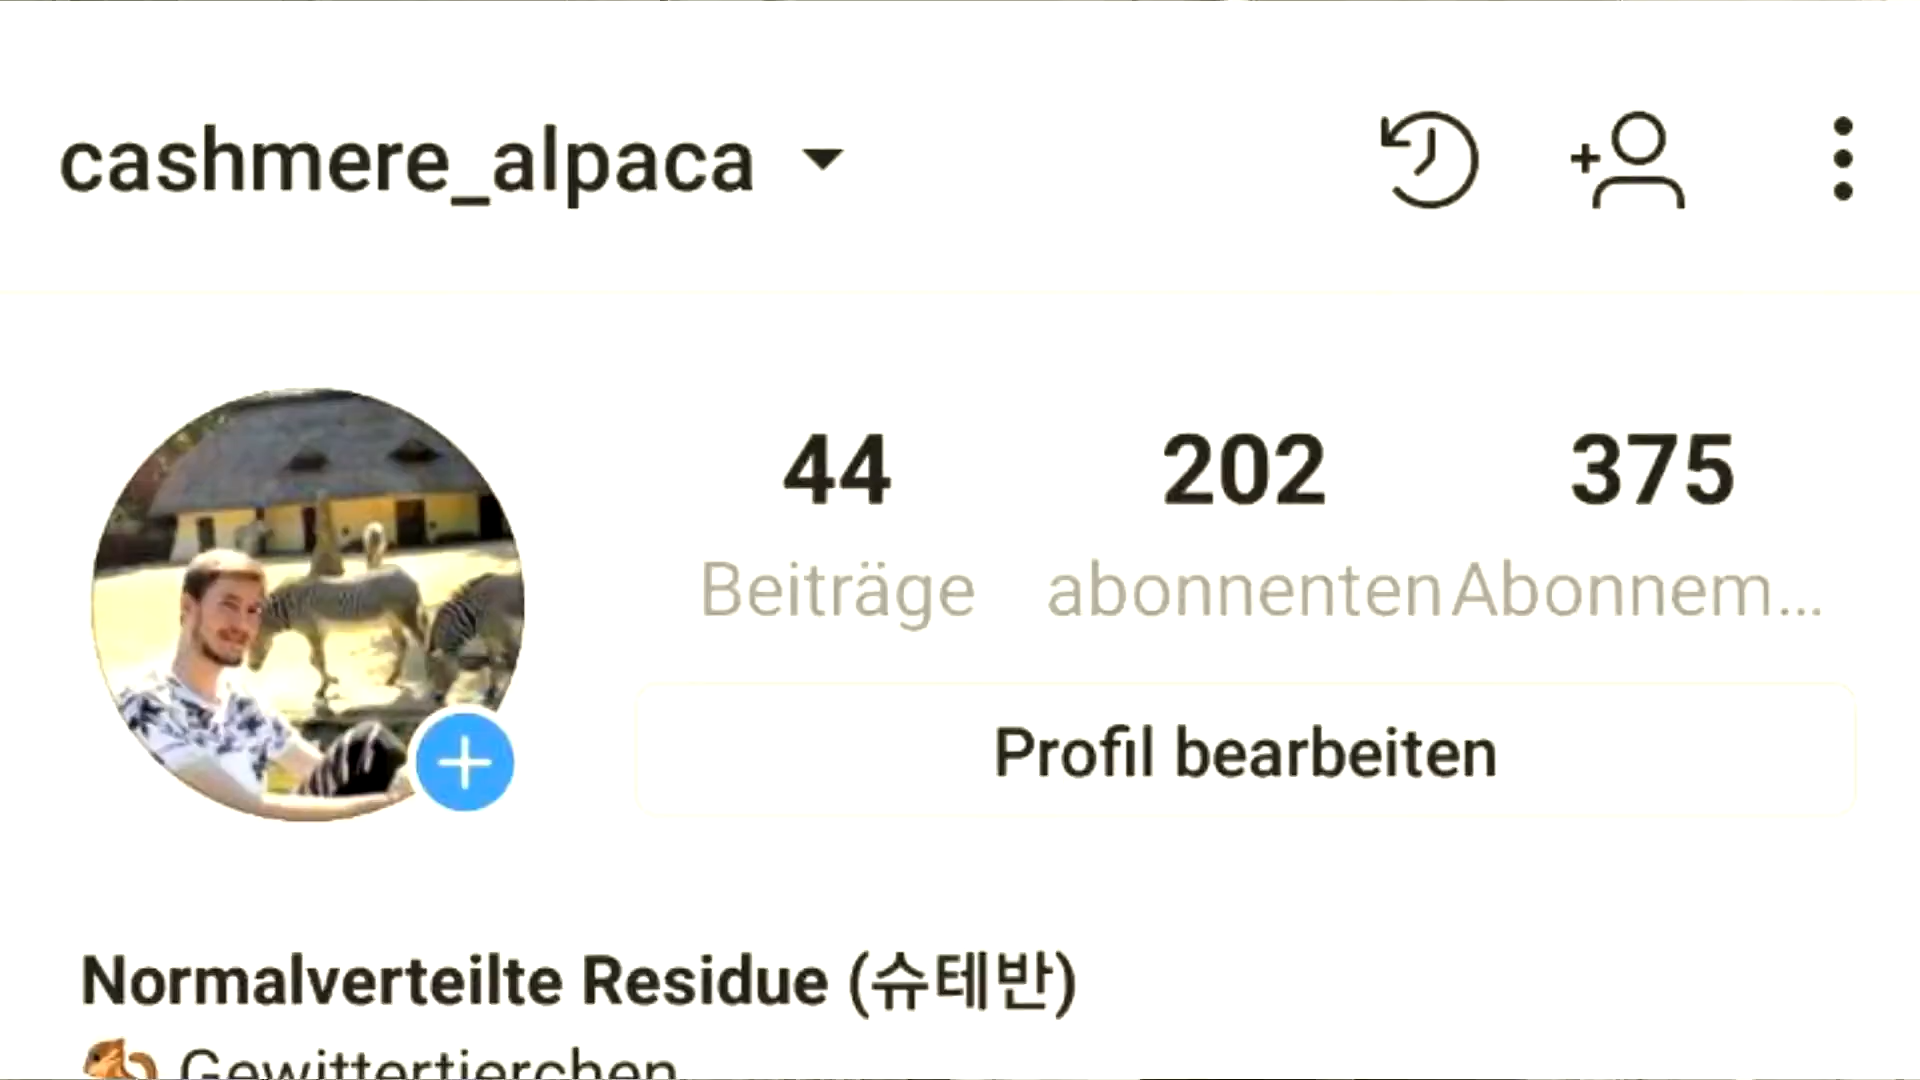 cashmere_alpaca
44 202 375
Beiträge abonnenten Abonnem...
Profil bearbeiten
Normalverteilte Residue (슈테반)
Gewittertierchen